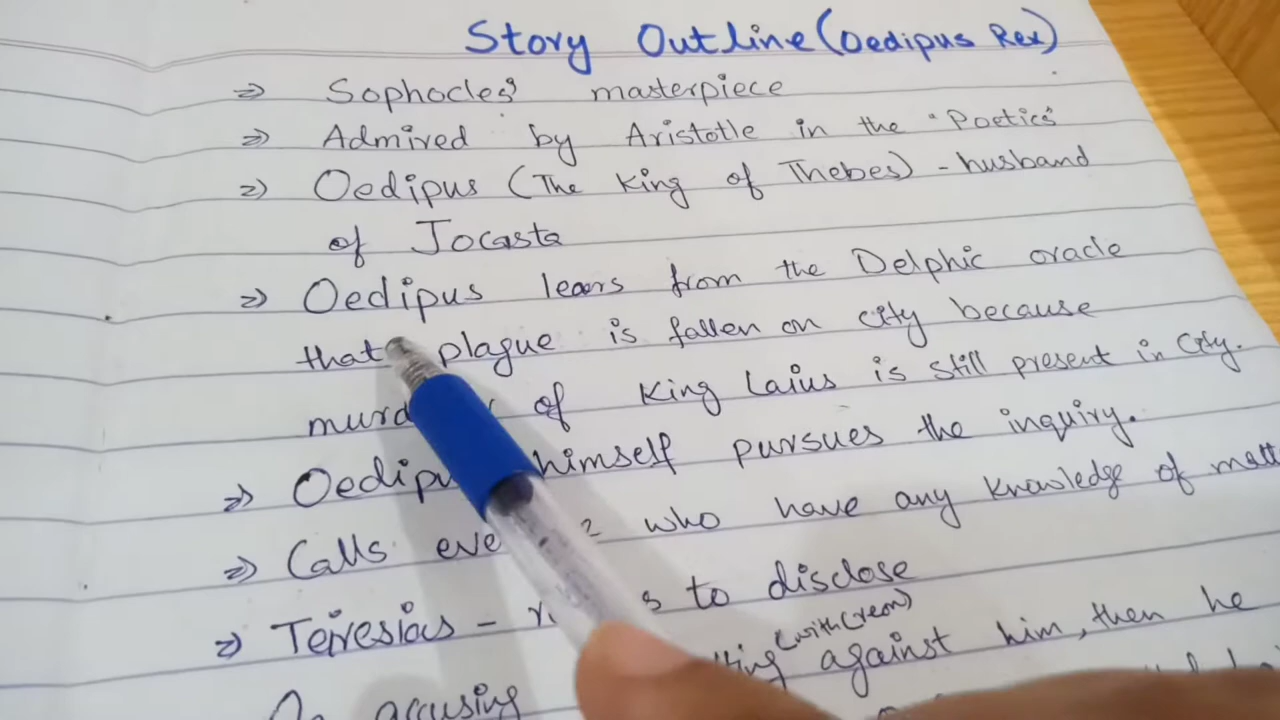 Story Outline (Oedipus Rex)
⇒ Sophocles' masterpiece
⇒ Admired by Aristotle in the "Poetics"
⇒ Oedipus (The King of Thebes) - husband
of Jocasta
⇒ Oedipus lears from the Delphic oracle
that plague is fallen on city because
of King Laius is still present in City.
⇒ himself pursues the inquiry.
⇒ Calls who have any knowledge of
⇒ Teiresias - to disclose
(with Creon)
On accusing against him, then he